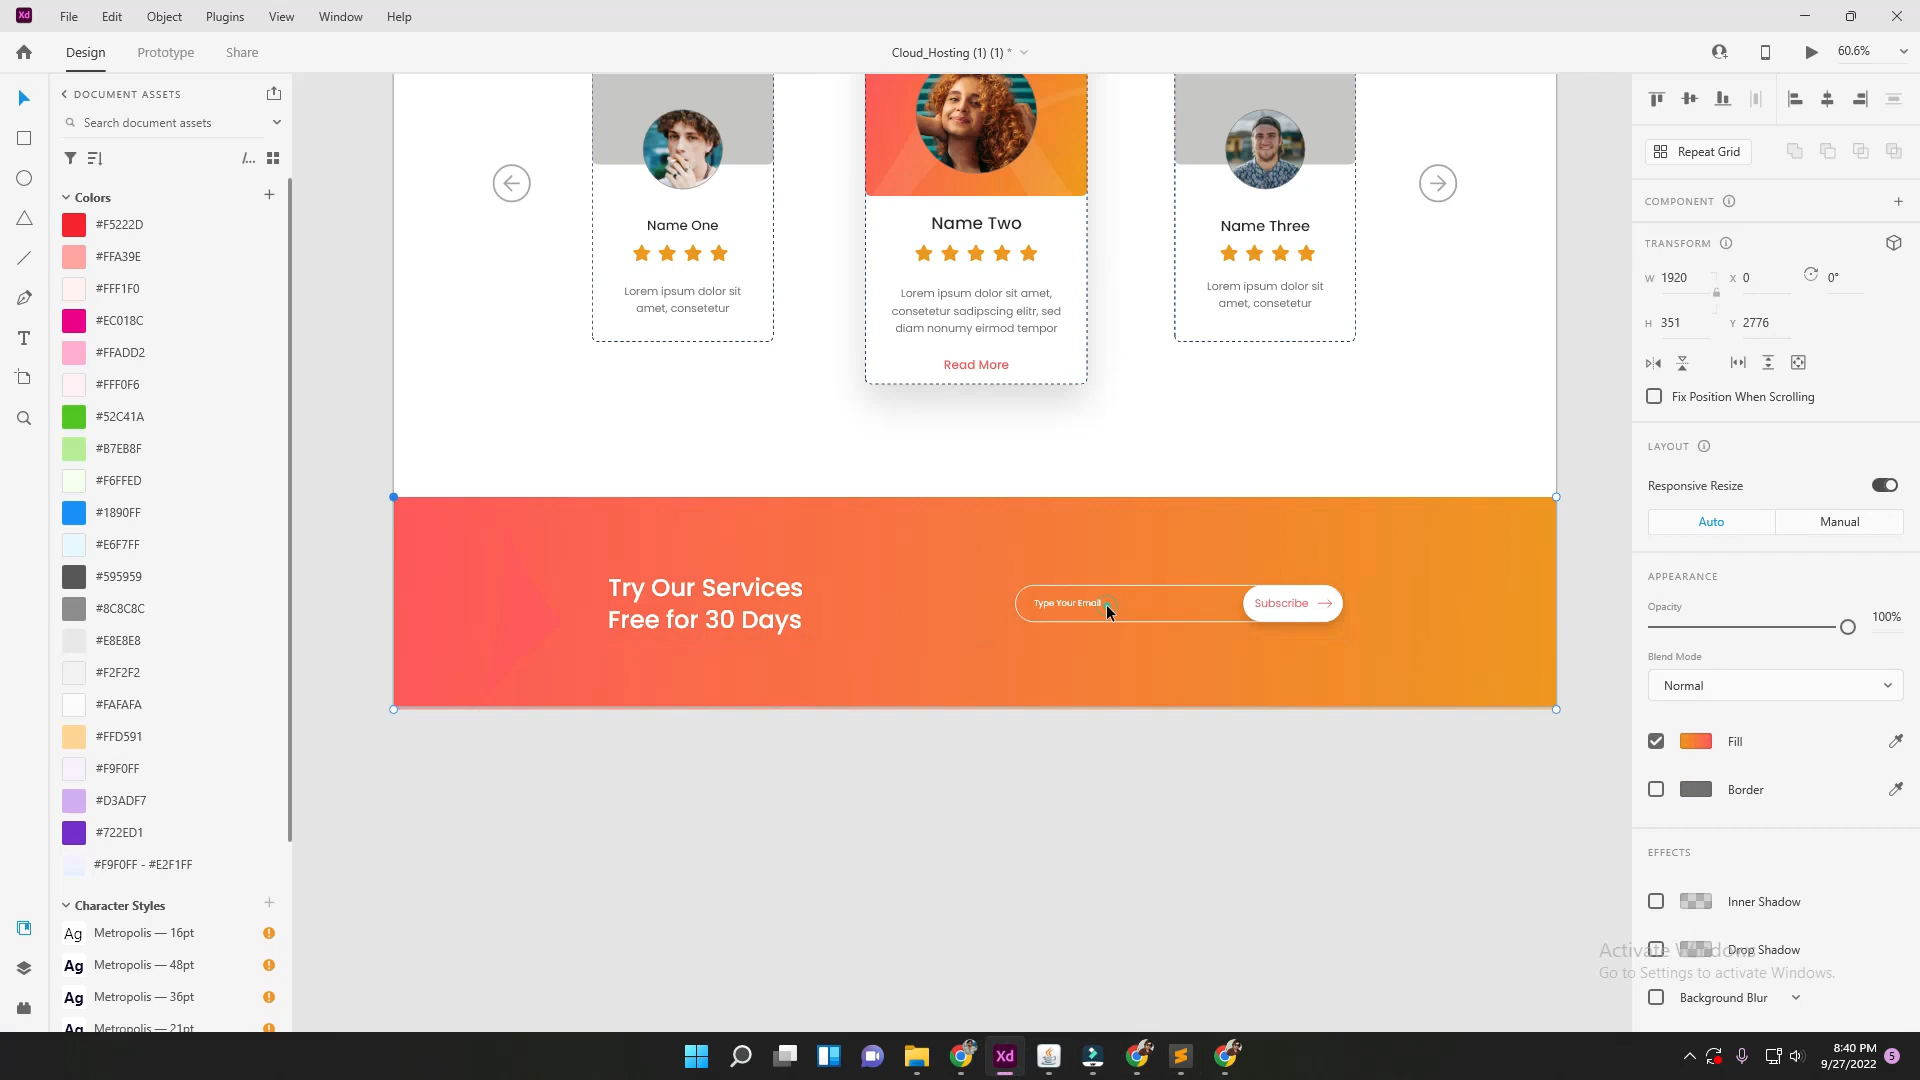 Xd File Edit Object Plugins View Window Help
Design Prototype Share
Cloud_Hosting (1) (1) *
60.6%
DOCUMENT ASSETS
Search document assets
/...
Colors
#F5222D
#FFA39E
#FFF1F0
#EC018C
#FFADD2
#FFF0F6
#52C41A
#B7EB8F
#F6FFED
#1890FF
#E6F7FF
#595959
#8C8C8C
#E8E8E8
#F2F2F2
#FAFAFA
#FFD591
#F9F0FF
#D3ADF7
#722ED1
#F9F0FF - #E2F1FF
Character Styles
Ag Metropolis — 16pt
Ag Metropolis — 48pt
Ag Metropolis — 36pt
Ag Metropolis — 21pt
Name One
Lorem ipsum dolor sit
amet, consetetur
Name Two
Lorem ipsum dolor sit amet,
consetetur sadipscing elitr, sed
diam nonumy eirmod tempor
Read More
Name Three
Lorem ipsum dolor sit
amet, consetetur
Try Our Services
Free for 30 Days
Type Your Email
Subscribe
Repeat Grid
COMPONENT
TRANSFORM
W 1920 X 0 0°
H 351 Y 2776
Fix Position When Scrolling
LAYOUT
Responsive Resize
Auto Manual
APPEARANCE
Opacity
100%
Blend Mode
Normal
Fill
Border
EFFECTS
Inner Shadow
Drop Shadow
Background Blur
Activate Windows
Go to Settings to activate Windows.
Xd
8:40 PM
9/27/2022
5